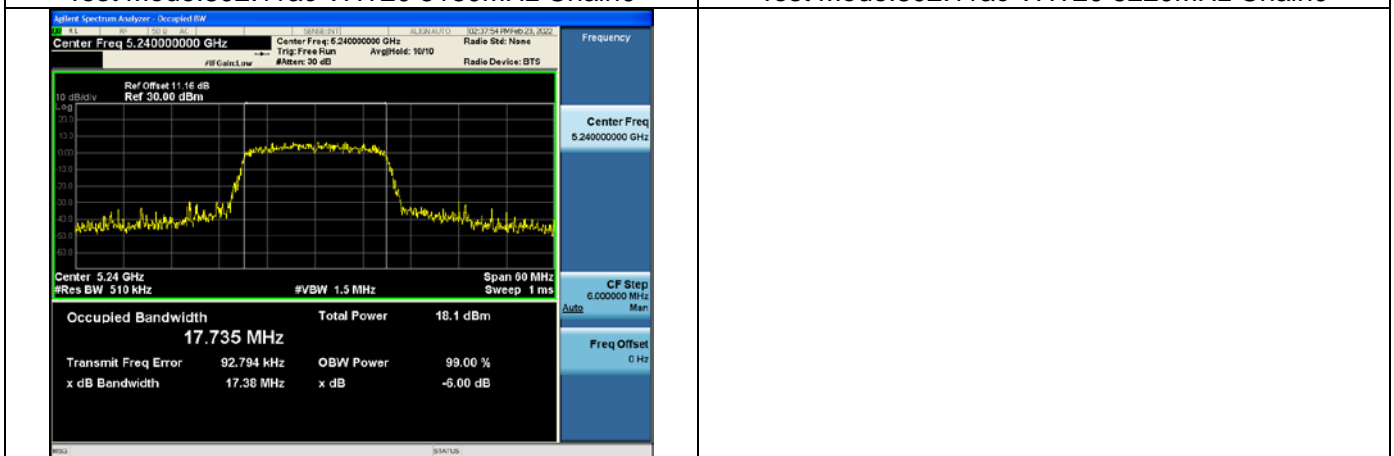 Agilent Spectrum Analyzer - Occupied BW
RL RF 50 Ω AC SENSE:INT ALIGN AUTO 02:37:54 PM Feb 23, 2022
Center Freq 5.240000000 GHz
Center Freq: 5.240000000 GHz
Radio Std: None
Trig: Free Run Avg|Hold: 10/10
#IFGain:Low #Atten: 30 dB
Radio Device: BTS
Frequency
Ref Offset 11.16 dB
10 dB/div Ref 30.00 dBm
Log
20.0
10.0
0.00
-10.0
-20.0
-30.0
-40.0
-50.0
-60.0
Center 5.24 GHz Span 60 MHz
#Res BW 510 kHz #VBW 1.5 MHz Sweep 1 ms
Center Freq
5.240000000 GHz
CF Step
6.000000 MHz
Auto Man
Freq Offset
0 Hz
Occupied Bandwidth Total Power 18.1 dBm
17.735 MHz
Transmit Freq Error 92.794 kHz OBW Power 99.00 %
x dB Bandwidth 17.38 MHz x dB -6.00 dB
MSG STATUS